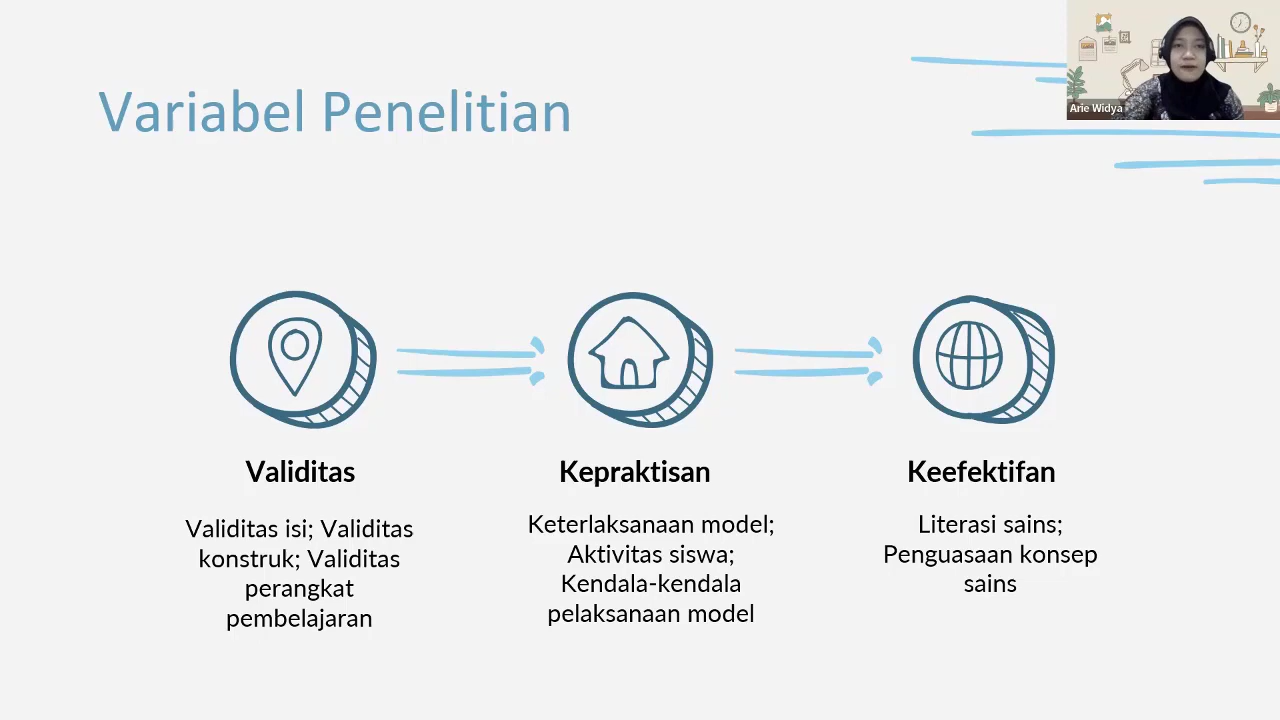 Variabel Penelitian
Arie Widya
Validitas
Validitas isi; Validitas
konstruk; Validitas
perangkat
pembelajaran
Kepraktisan
Keterlaksanaan model;
Aktivitas siswa;
Kendala-kendala
pelaksanaan model
Keefektifan
Literasi sains;
Penguasaan konsep
sains